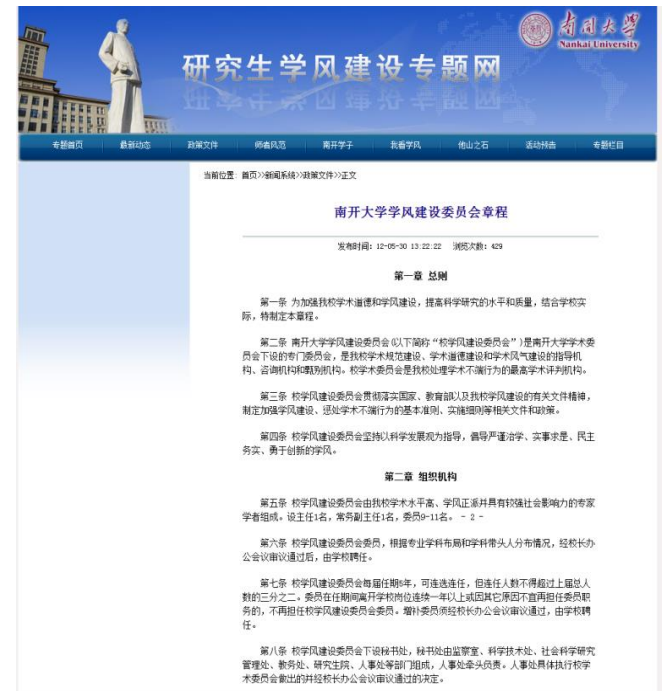 南开大学
Nankai University
研究生学风建设专题网
专题首页 最新动态 政策文件 师者风范 南开学子 我看学风 他山之石 活动预告 专题栏目
当前位置: 首页>>新闻系统>>政策文件>>正文
南开大学学风建设委员会章程
发布时间: 12-05-30 13:22:22 浏览次数: 429
第一章 总则
第一条 为加强我校学术道德和学风建设，提高科学研究的水平和质量，结合学校实
际，特制定本章程。
第二条 南开大学学风建设委员会(以下简称“校学风建设委员会”)是南开大学学术委
员会下设的专门委员会，是我校学术规范建设、学术道德建设和学术风气建设的指导机
构、咨询机构和甄别机构。校学术委员会是我校处理学术不端行为的最高学术评判机构。
第三条 校学风建设委员会贯彻落实国家、教育部以及我校学风建设的有关文件精神，
制定加强学风建设、惩处学术不端行为的基本准则、实施细则等相关文件和政策。
第四条 校学风建设委员会坚持以科学发展观为指导，倡导严谨治学、实事求是、民主
务实、勇于创新的学风。
第二章 组织机构
第五条 校学风建设委员会由我校学术水平高、学风正派并具有较强社会影响力的专家
学者组成。设主任1名，常务副主任1名，委员9-11名。 - 2 -
第六条 校学风建设委员会委员，根据专业学科布局和学科带头人分布情况，经校长办
公会议审议通过后，由学校聘任。
第七条 校学风建设委员会每届任期5年，可连选连任，但连任人数不得超过上届总人
数的三分之二。委员在任期间离开学校岗位连续一年以上或因其它原因不宜再担任委员职
务的，不再担任校学风建设委员会委员。增补委员须经校长办公会议审议通过，由学校聘
任。
第八条 校学风建设委员会下设秘书处，秘书处由监察室、科学技术处、社会科学研究
管理处、教务处、研究生院、人事处等部门组成，人事处牵头负责。人事处具体执行校学
术委员会做出的并经校长办公会议审议通过的决定。